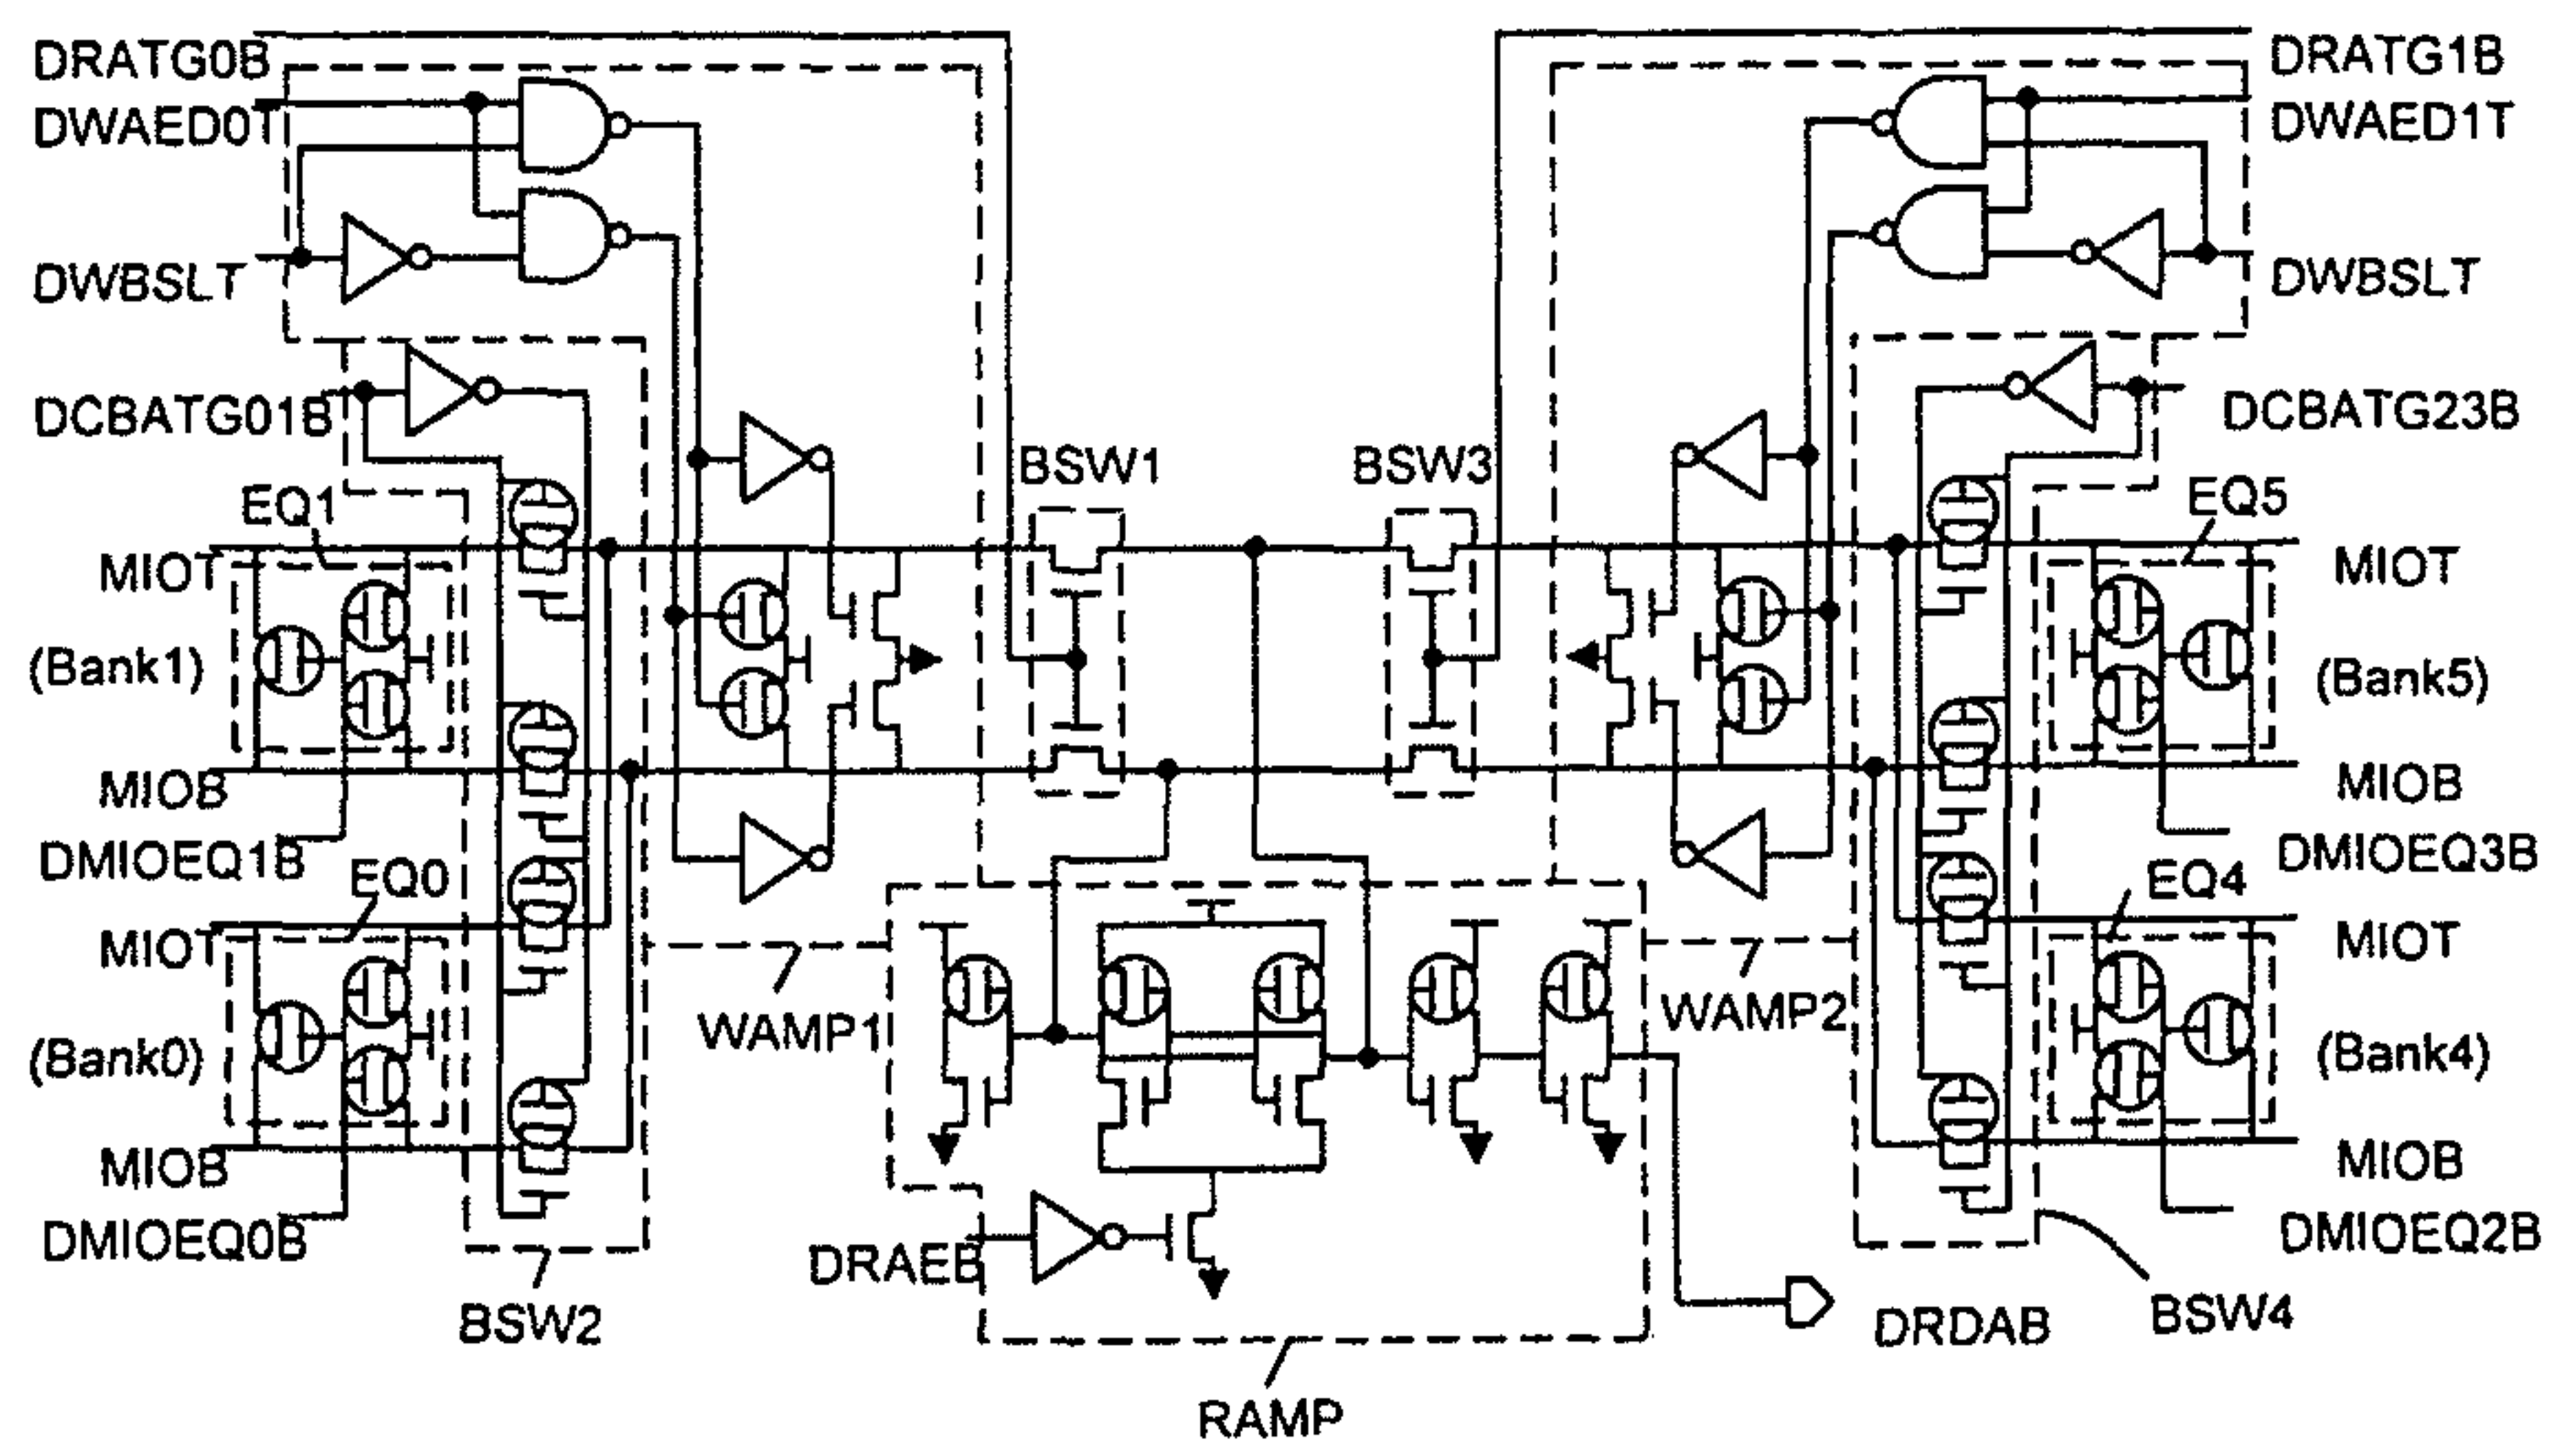 DRATG0B
DRATG1B
DWAED0T
DWAED1T
DWBSLT
DWBSLT
DCBATG01B
DCBATG23B
BSW1
BSW3
EQ1
EQ5
MIOT
MIOT
(Bank1)
(Bank5)
MIOB
MIOB
DMIOEQ1B
DMIOEQ3B
EQ0
EQ4
MIOT
MIOT
WAMP1
WAMP2
(Bank0)
(Bank4)
MIOB
MIOB
DMIOEQ0B
DRAEB
DMIOEQ2B
BSW2
DRDAB
BSW4
RAMP